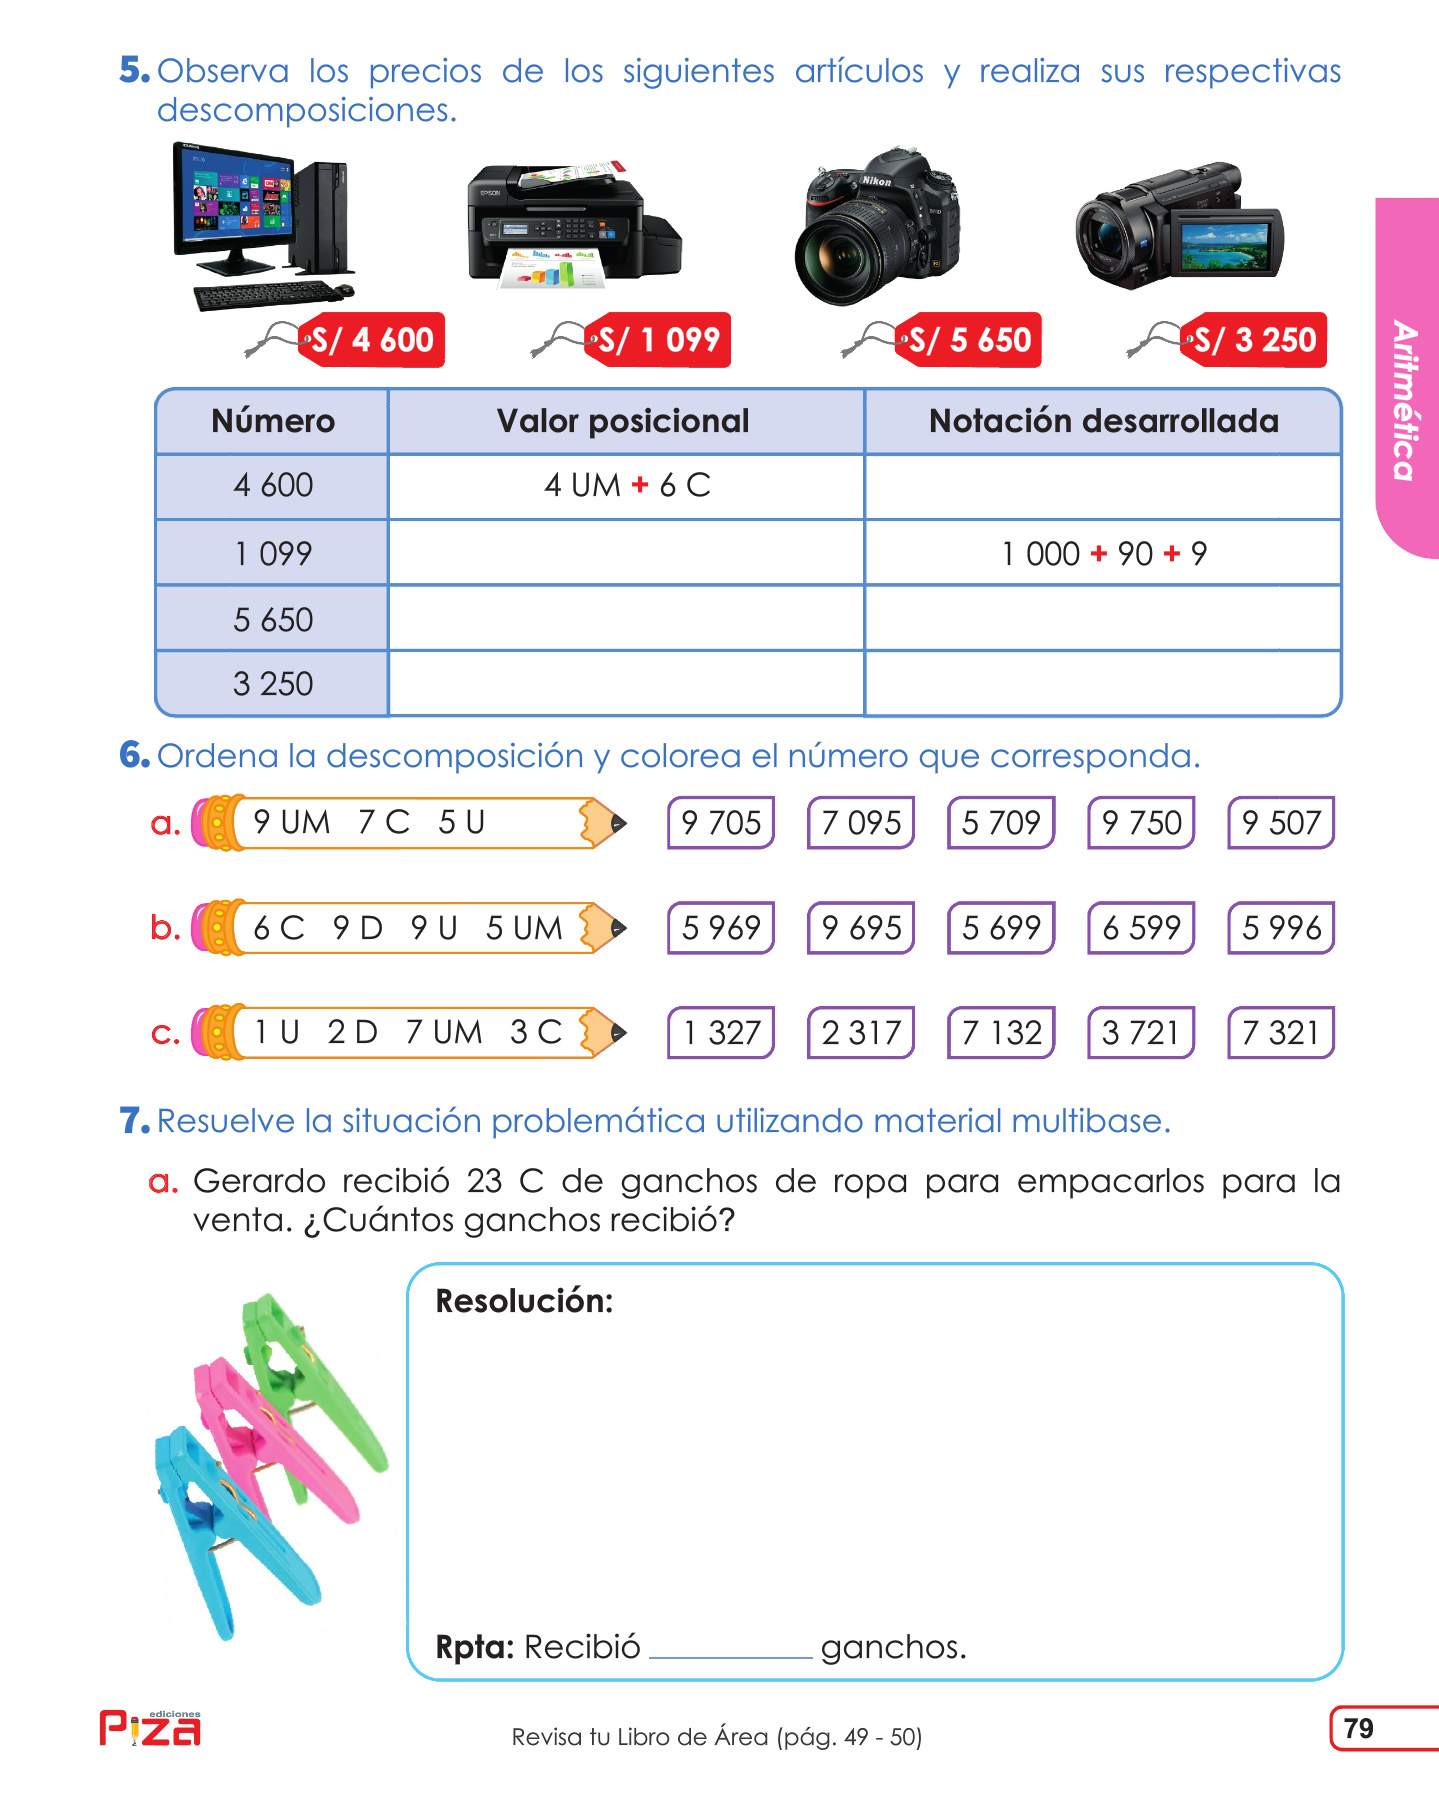 5. Observa los precios de los siguientes artículos y realiza sus respectivas
descomposiciones.
EPSON
Nikon
S/ 4 600
S/ 1 099
S/ 5 650
S/ 3 250
Aritmética
Número Valor posicional Notación desarrollada
4 600 4 UM + 6 C
1 099 1 000 + 90 + 9
5 650
3 250
6. Ordena la descomposición y colorea el número que corresponda.
a. 9 UM 7 C 5 U 9 705 7 095 5 709 9 750 9 507
b. 6 C 9 D 9 U 5 UM 5 969 9 695 5 699 6 599 5 996
c. 1 U 2 D 7 UM 3 C 1 327 2 317 7 132 3 721 7 321
7. Resuelve la situación problemática utilizando material multibase.
a. Gerardo recibió 23 C de ganchos de ropa para empacarlos para la
venta. ¿Cuántos ganchos recibió?
Resolución:
Rpta: Recibió ganchos.
ediciones
Piza
Revisa tu Libro de Área (pág. 49 - 50)
79